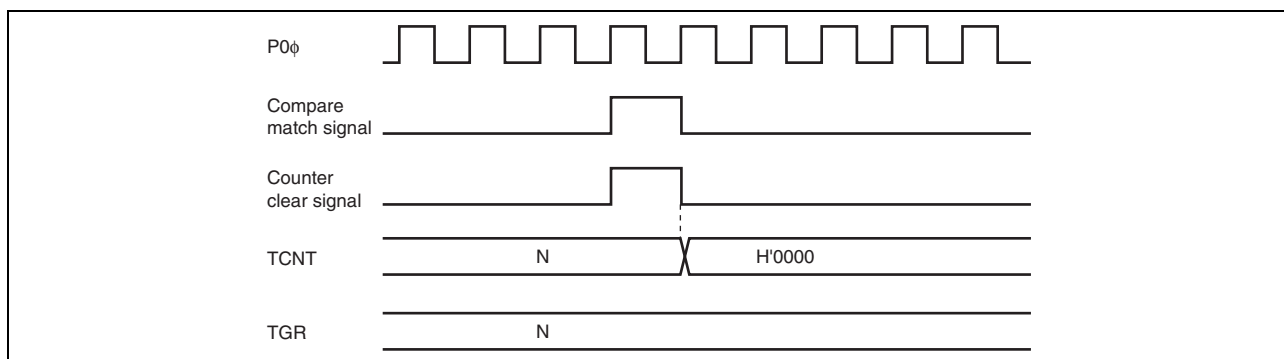 P0ϕ
Compare
match signal
Counter
clear signal
TCNT
N
H'0000
TGR
N